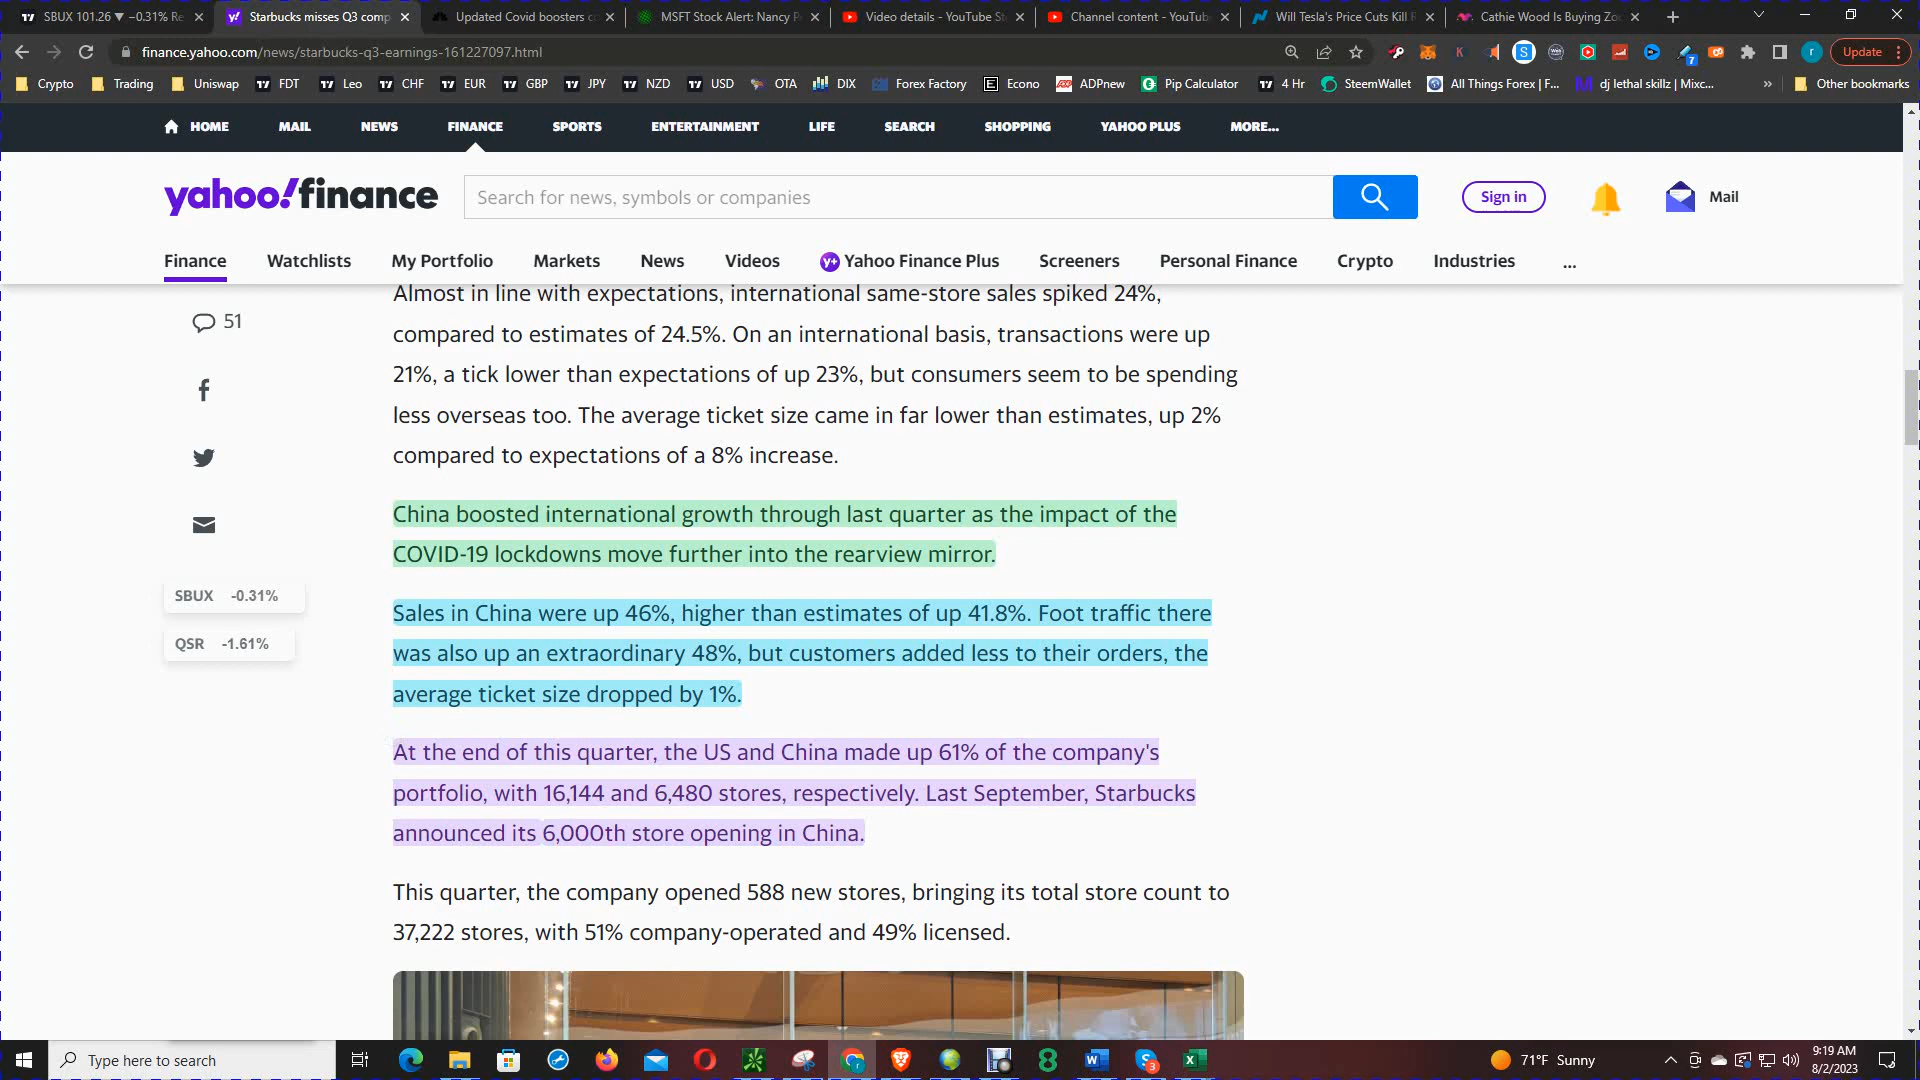 SBUX 101.26 ▼ −0.31% Re
Starbucks misses Q3 comp
Updated Covid boosters c
MSFT Stock Alert: Nancy P
Video details - YouTube St
Channel content - YouTube
Will Tesla's Price Cuts Kill R
Cathie Wood Is Buying Zo
finance.yahoo.com/news/starbucks-q3-earnings-161227097.html
Update
Crypto
Trading
Uniswap
FDT
Leo
CHF
EUR
GBP
JPY
NZD
USD
OTA
DIX
Forex Factory
Econo
ADPnew
Pip Calculator
4 Hr
SteemWallet
All Things Forex | F...
dj lethal skillz | Mixc...
»
Other bookmarks
HOME
MAIL
NEWS
FINANCE
SPORTS
ENTERTAINMENT
LIFE
SEARCH
SHOPPING
YAHOO PLUS
MORE...
yahoo!finance
Search for news, symbols or companies
Sign in
Mail
Finance
Watchlists
My Portfolio
Markets
News
Videos
Yahoo Finance Plus
Screeners
Personal Finance
Crypto
Industries
...
51
Almost in line with expectations, international same-store sales spiked 24%,
compared to estimates of 24.5%. On an international basis, transactions were up
21%, a tick lower than expectations of up 23%, but consumers seem to be spending
less overseas too. The average ticket size came in far lower than estimates, up 2%
compared to expectations of a 8% increase.
China boosted international growth through last quarter as the impact of the
COVID-19 lockdowns move further into the rearview mirror.
SBUX -0.31%
QSR -1.61%
Sales in China were up 46%, higher than estimates of up 41.8%. Foot traffic there
was also up an extraordinary 48%, but customers added less to their orders, the
average ticket size dropped by 1%.
At the end of this quarter, the US and China made up 61% of the company's
portfolio, with 16,144 and 6,480 stores, respectively. Last September, Starbucks
announced its 6,000th store opening in China.
This quarter, the company opened 588 new stores, bringing its total store count to
37,222 stores, with 51% company-operated and 49% licensed.
Type here to search
71°F Sunny
9:19 AM
8/2/2023